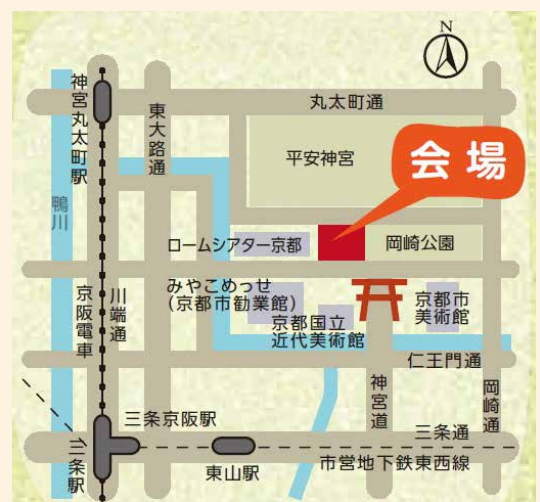 N
丸太町通
神宮丸太町駅
東大路通
平安神宮
会場
鴨川
ロームシアター京都
岡崎公園
みやこめっせ
(京都市勧業館)
京都国立
近代美術館
京都市
美術館
京阪電車
川端通
仁王門通
神宮道
岡崎通
三条京阪駅
三条通
三条駅
東山駅
市営地下鉄東西線